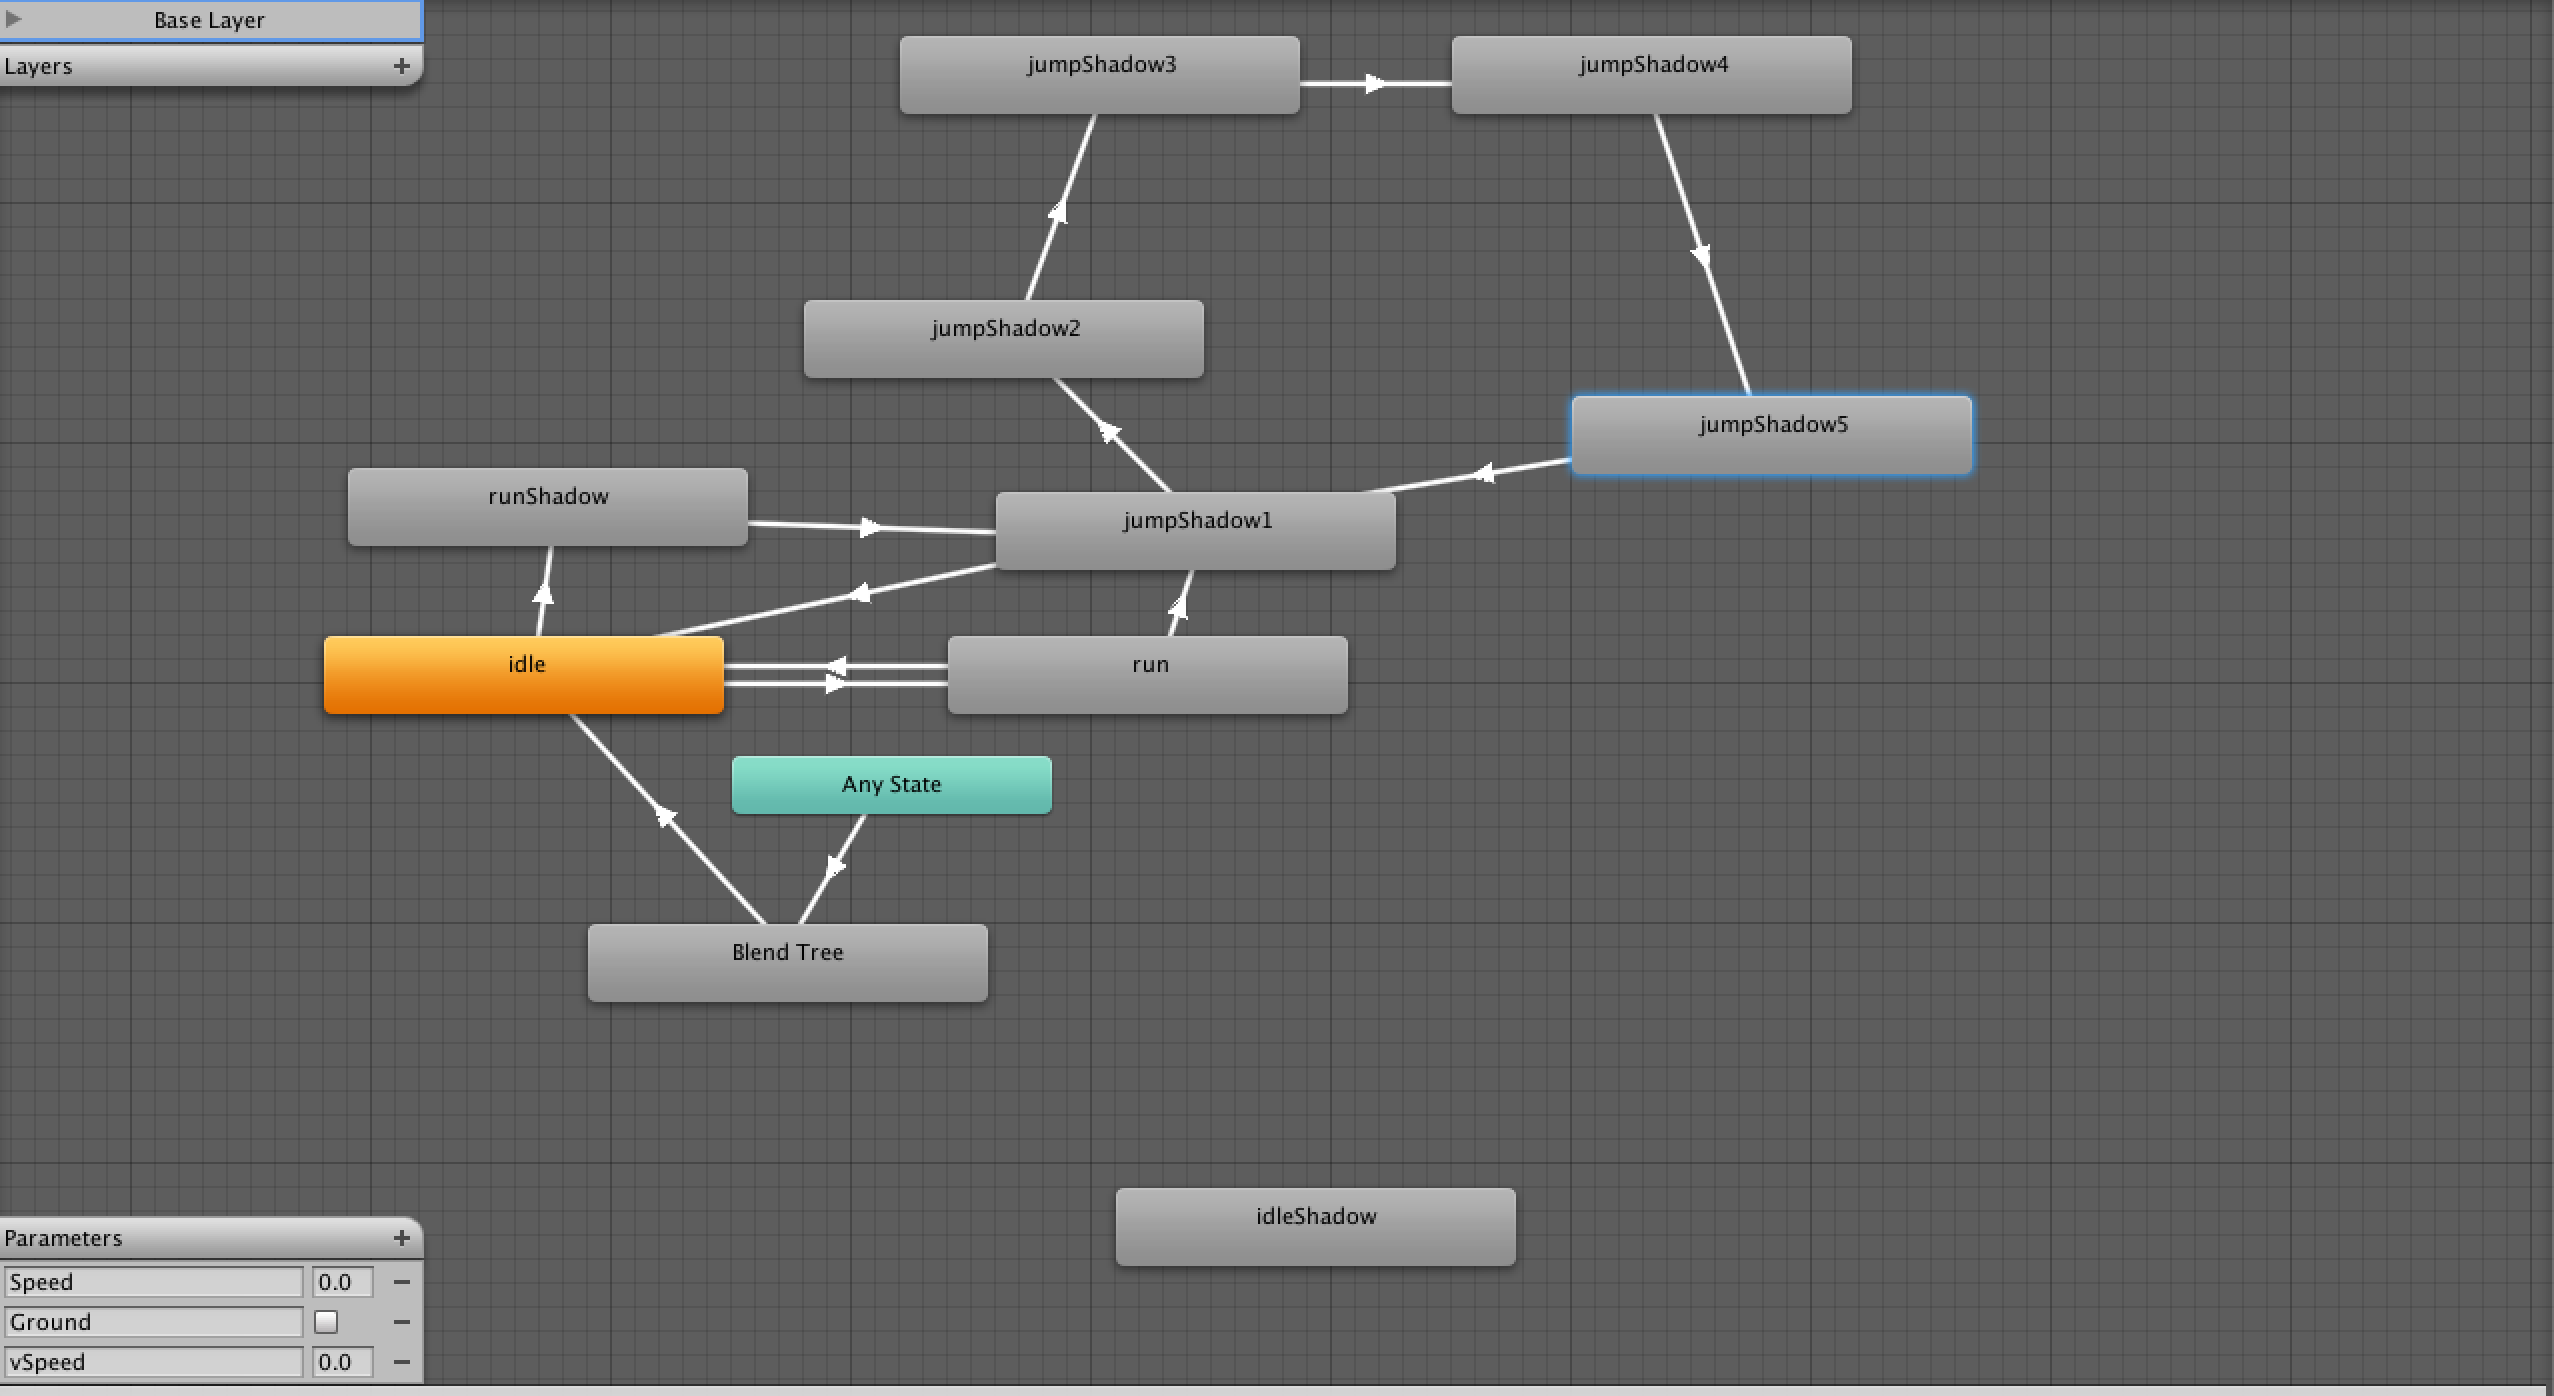 Base Layer
Layers +
jumpShadow3
jumpShadow4
jumpShadow2
jumpShadow5
runShadow
jumpShadow1
idle
run
Any State
Blend Tree
idleShadow
Parameters +
Speed 0.0 −
Ground −
vSpeed 0.0 −